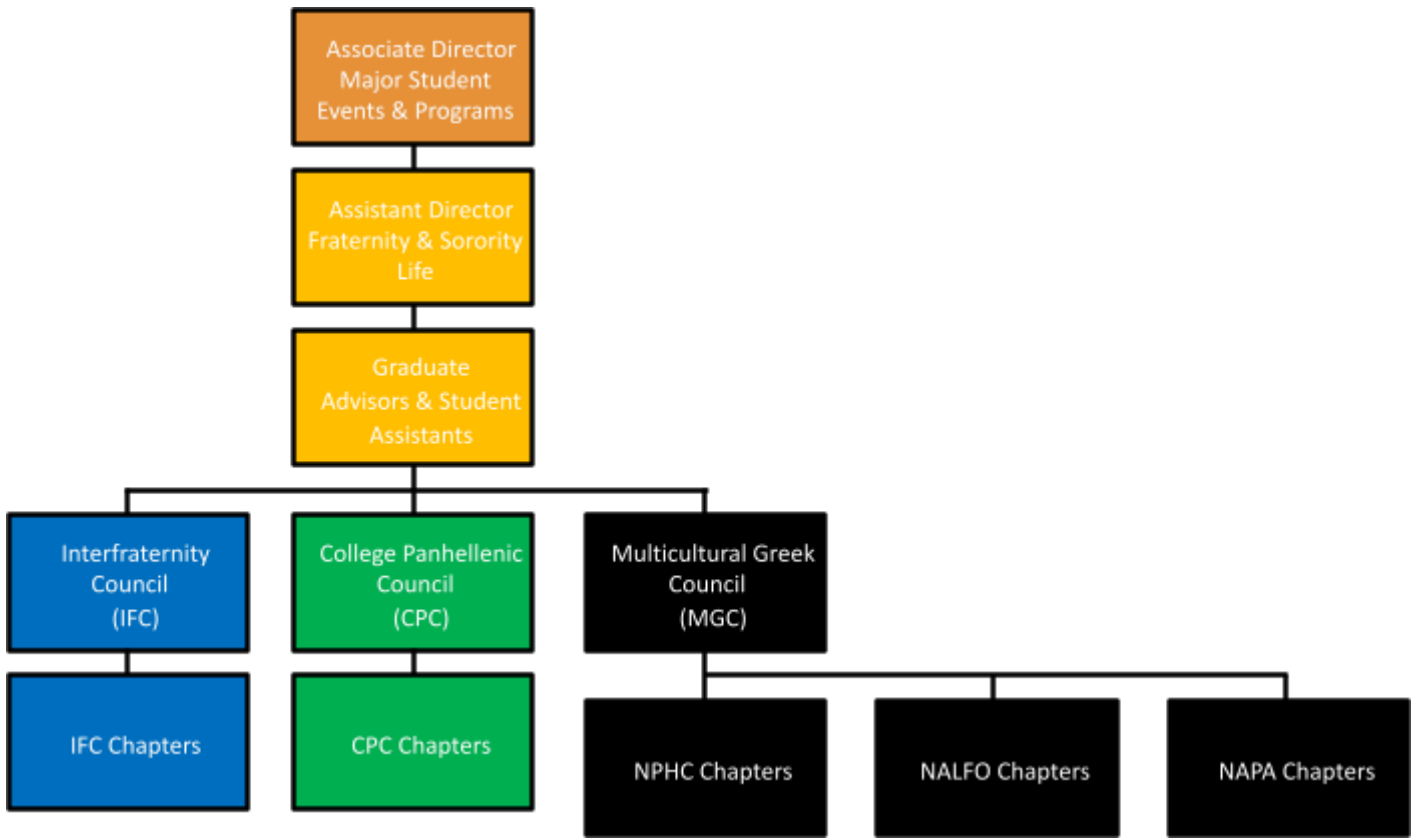 Associate Director
Major Student
Events & Programs
Assistant Director
Fraternity & Sorority
Life
Graduate
Advisors & Student
Assistants
Interfraternity
Council
(IFC)
College Panhellenic
Council
(CPC)
Multicultural Greek
Council
(MGC)
IFC Chapters
CPC Chapters
NPHC Chapters
NALFO Chapters
NAPA Chapters